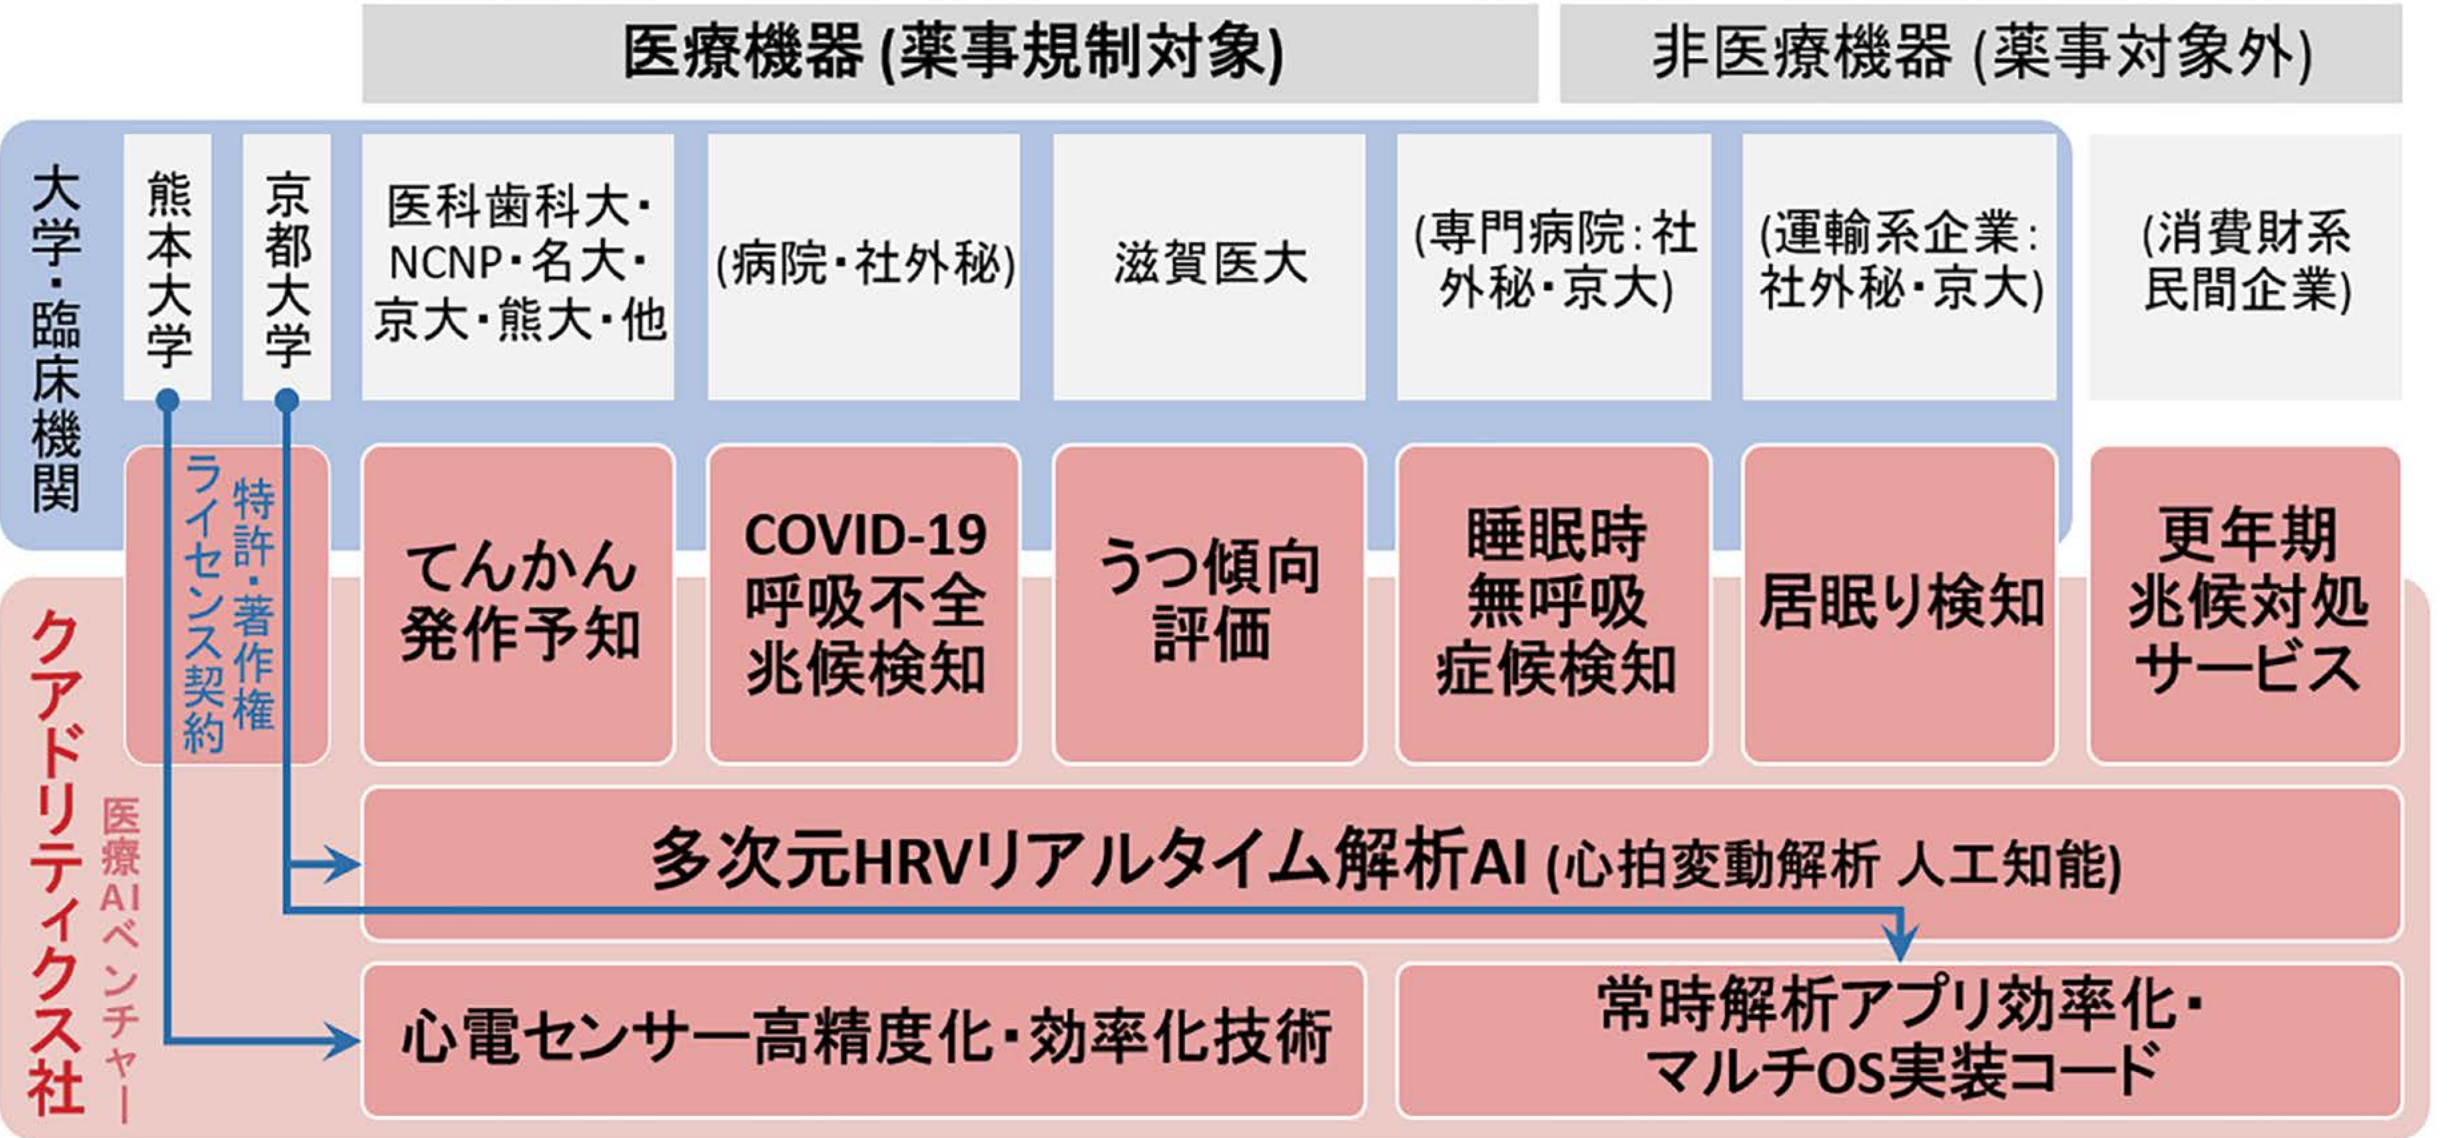 医療機器 (薬事規制対象)
非医療機器 (薬事対象外)
大学・臨床機関
熊本大学
京都大学
医科歯科大・
NCNP・名大・
京大・熊大・他
(病院・社外秘)
滋賀医大
(専門病院:社
外秘・京大)
(運輸系企業:
社外秘・京大)
(消費財系
民間企業)
特許・著作権
ライセンス契約
てんかん
発作予知
COVID-19
呼吸不全
兆候検知
うつ傾向
評価
睡眠時
無呼吸
症候検知
居眠り検知
更年期
兆候対処
サービス
クアドリティクス社
医療AIベンチャー
多次元HRVリアルタイム解析AI (心拍変動解析 人工知能)
心電センサー高精度化・効率化技術
常時解析アプリ効率化・
マルチOS実装コード